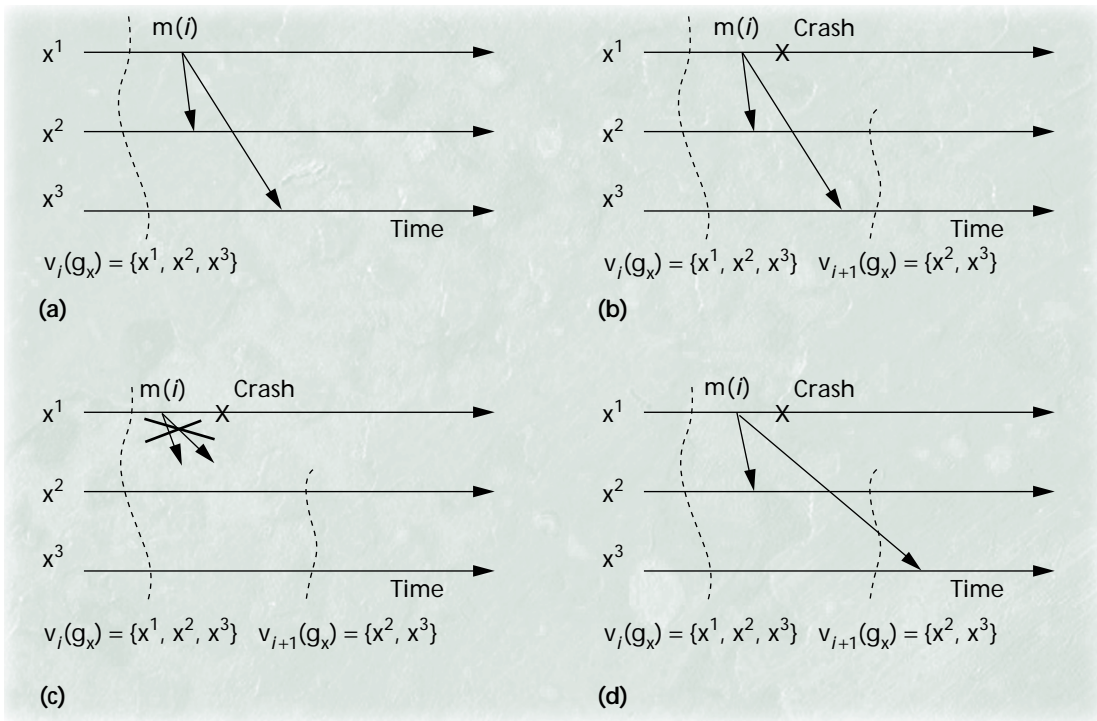 m(i)
x¹
x²
x³
Time
vᵢ(gₓ) = {x¹, x², x³}
(a)
m(i) Crash
x¹ X
x²
x³
Time
vᵢ(gₓ) = {x¹, x², x³} vᵢ₊₁(gₓ) = {x², x³}
(b)
m(i) Crash
x¹ X
x²
x³
Time
vᵢ(gₓ) = {x¹, x², x³} vᵢ₊₁(gₓ) = {x², x³}
(c)
m(i) Crash
x¹ X
x²
x³
Time
vᵢ(gₓ) = {x¹, x², x³} vᵢ₊₁(gₓ) = {x², x³}
(d)